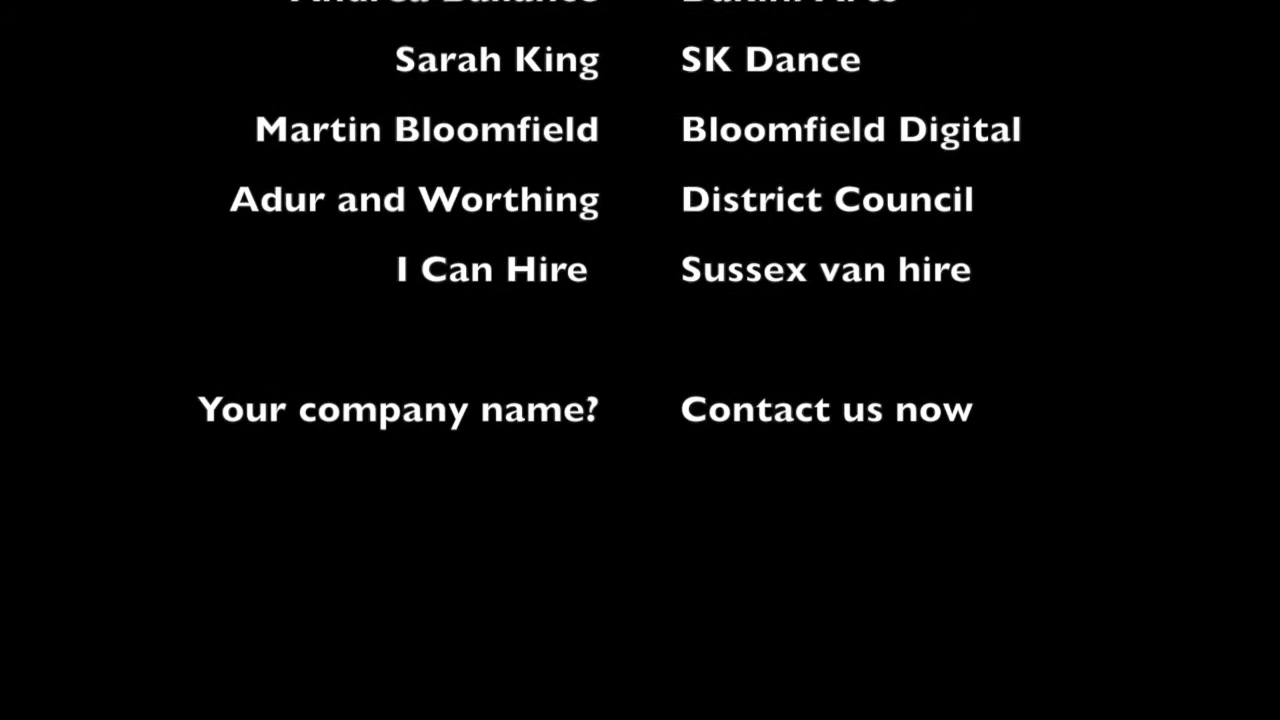 Sarah King SK Dance
Martin Bloomfield Bloomfield Digital
Adur and Worthing District Council
I Can Hire Sussex van hire
Your company name? Contact us now